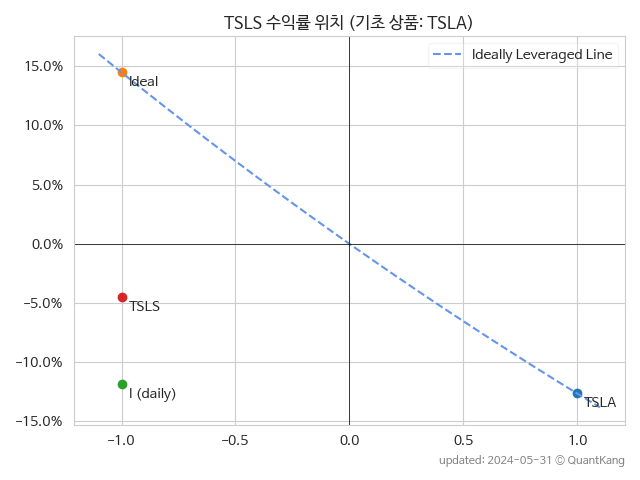 TSLS 수익률 위치 (기초 상품: TSLA)
Ideally Leveraged Line
15.0%
Ideal
10.0%
5.0%
0.0%
−5.0%
TSLS
−10.0%
I (daily)
TSLA
−15.0%
−1.0 −0.5 0.0 0.5 1.0
updated: 2024-05-31 © QuantKang